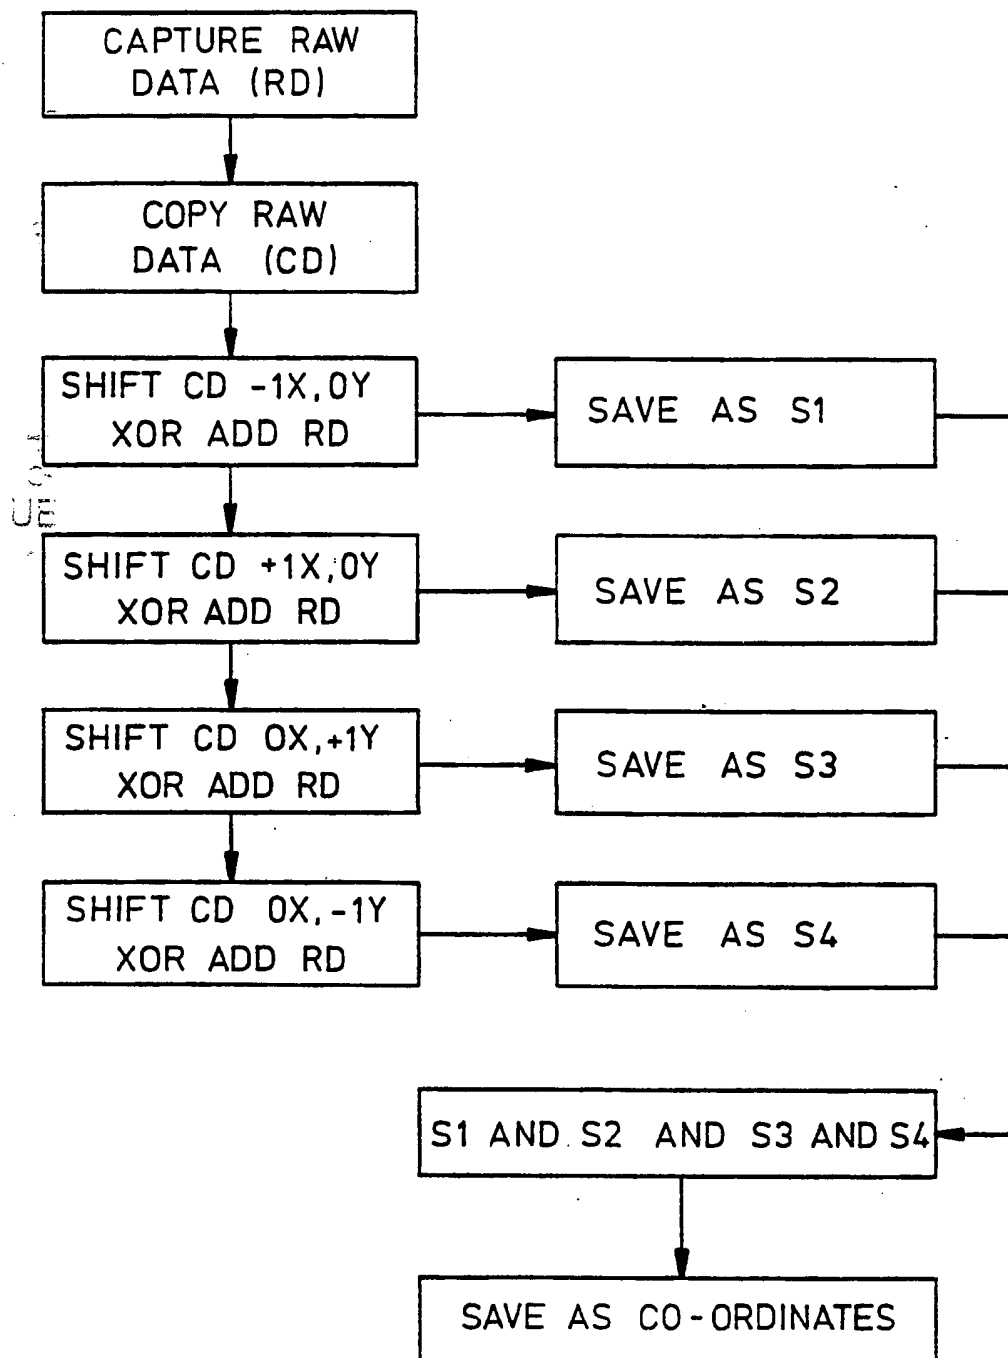 CAPTURE RAW
DATA (RD)
COPY RAW
DATA (CD)
SHIFT CD -1X,0Y
XOR ADD RD
SAVE AS S1
UE
SHIFT CD +1X,0Y
XOR ADD RD
SAVE AS S2
SHIFT CD 0X,+1Y
XOR ADD RD
SAVE AS S3
SHIFT CD 0X,-1Y
XOR ADD RD
SAVE AS S4
S1 AND S2 AND S3 AND S4
SAVE AS CO-ORDINATES